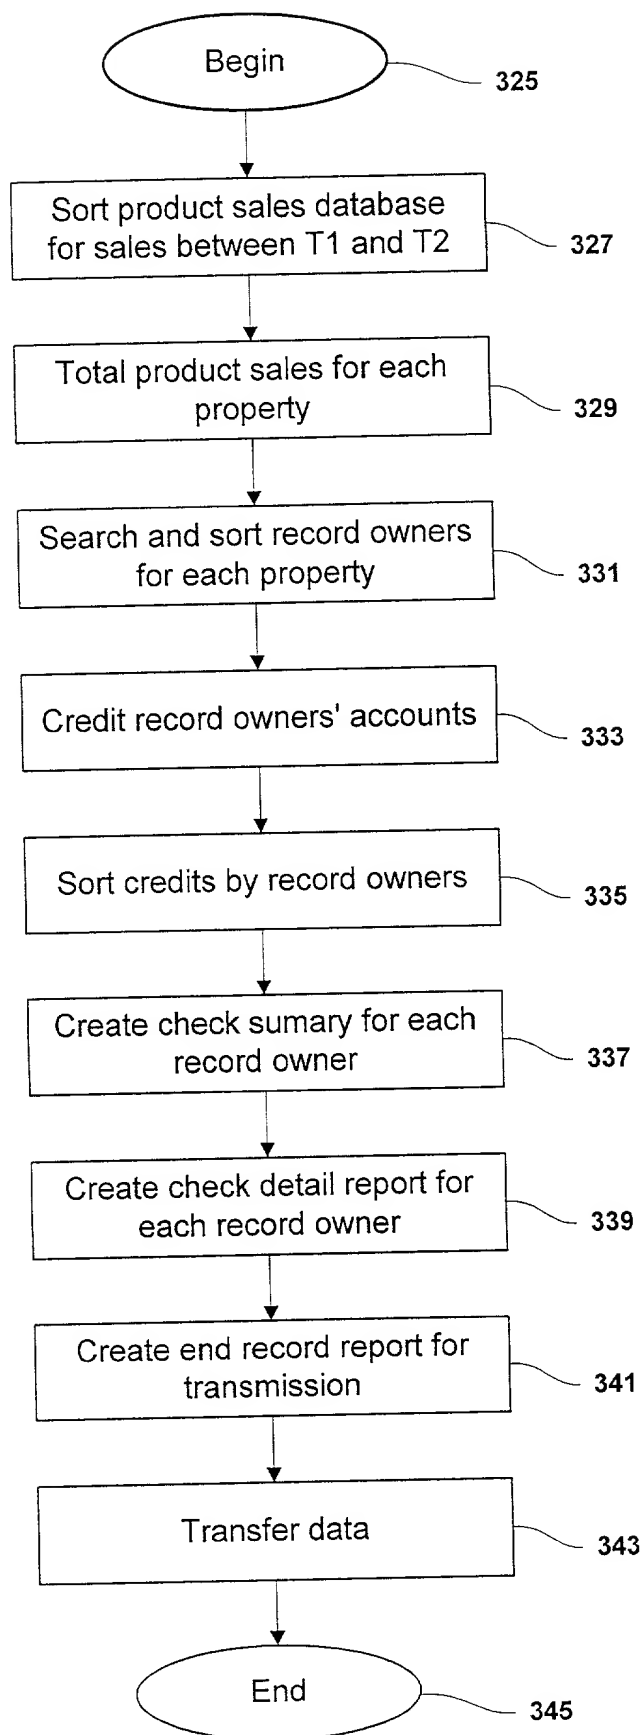 Begin
325
Sort product sales database
for sales between T1 and T2
327
Total product sales for each
property
329
Search and sort record owners
for each property
331
Credit record owners' accounts
333
Sort credits by record owners
335
Create check sumary for each
record owner
337
Create check detail report for
each record owner
339
Create end record report for
transmission
341
Transfer data
343
End
345